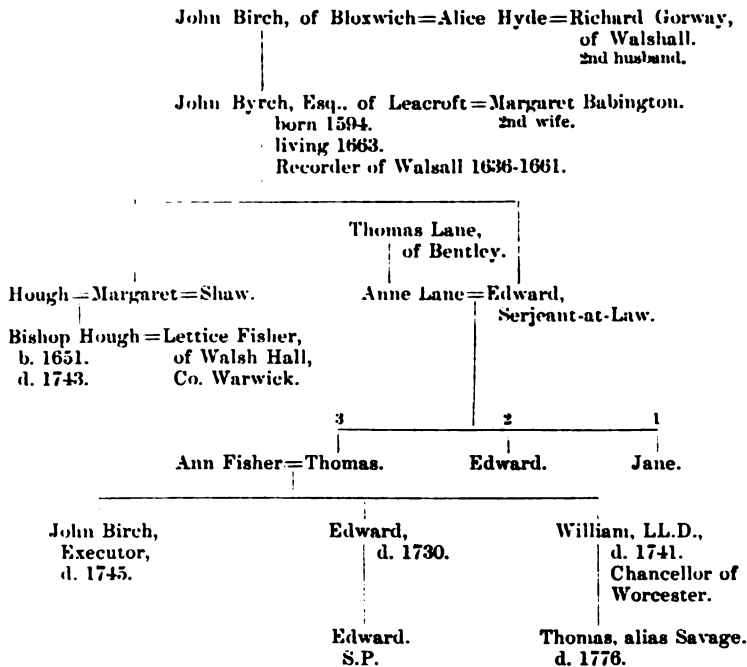 John Birch, of Bloxwich=Alice Hyde=Richard Gorway,
of Walshall.
2nd husband.
John Byrch, Esq., of Leacroft=Margaret Babington.
born 1594.
2nd wife.
living 1663.
Recorder of Walsall 1636-1661.
Thomas Lane,
of Bentley.
Hough=Margaret=Shaw.
Anne Lane=Edward,
Serjeant-at-Law.
Bishop Hough=Lettice Fisher,
b. 1651.
of Walsh Hall,
d. 1743.
Co. Warwick.
3 2 1
Ann Fisher=Thomas. Edward. Jane.
John Birch,
Executor,
d. 1745.
Edward,
d. 1730.
William, LL.D.,
d. 1741.
Chancellor of
Worcester.
Edward.
S.P.
Thomas, alias Savage.
d. 1776.